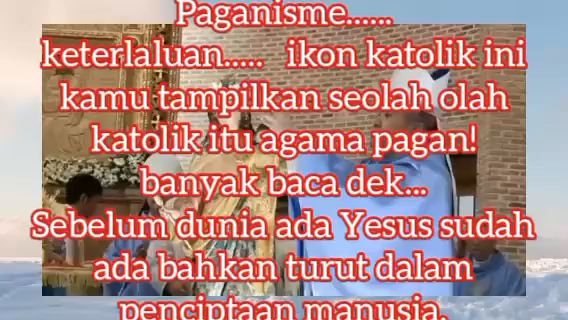 Paganisme......
keterlaluan..... ikon katolik ini
kamu tampilkan seolah olah
katolik itu agama pagan!
banyak baca dek...
Sebelum dunia ada Yesus sudah
ada bahkan turut dalam
penciptaan manusia.